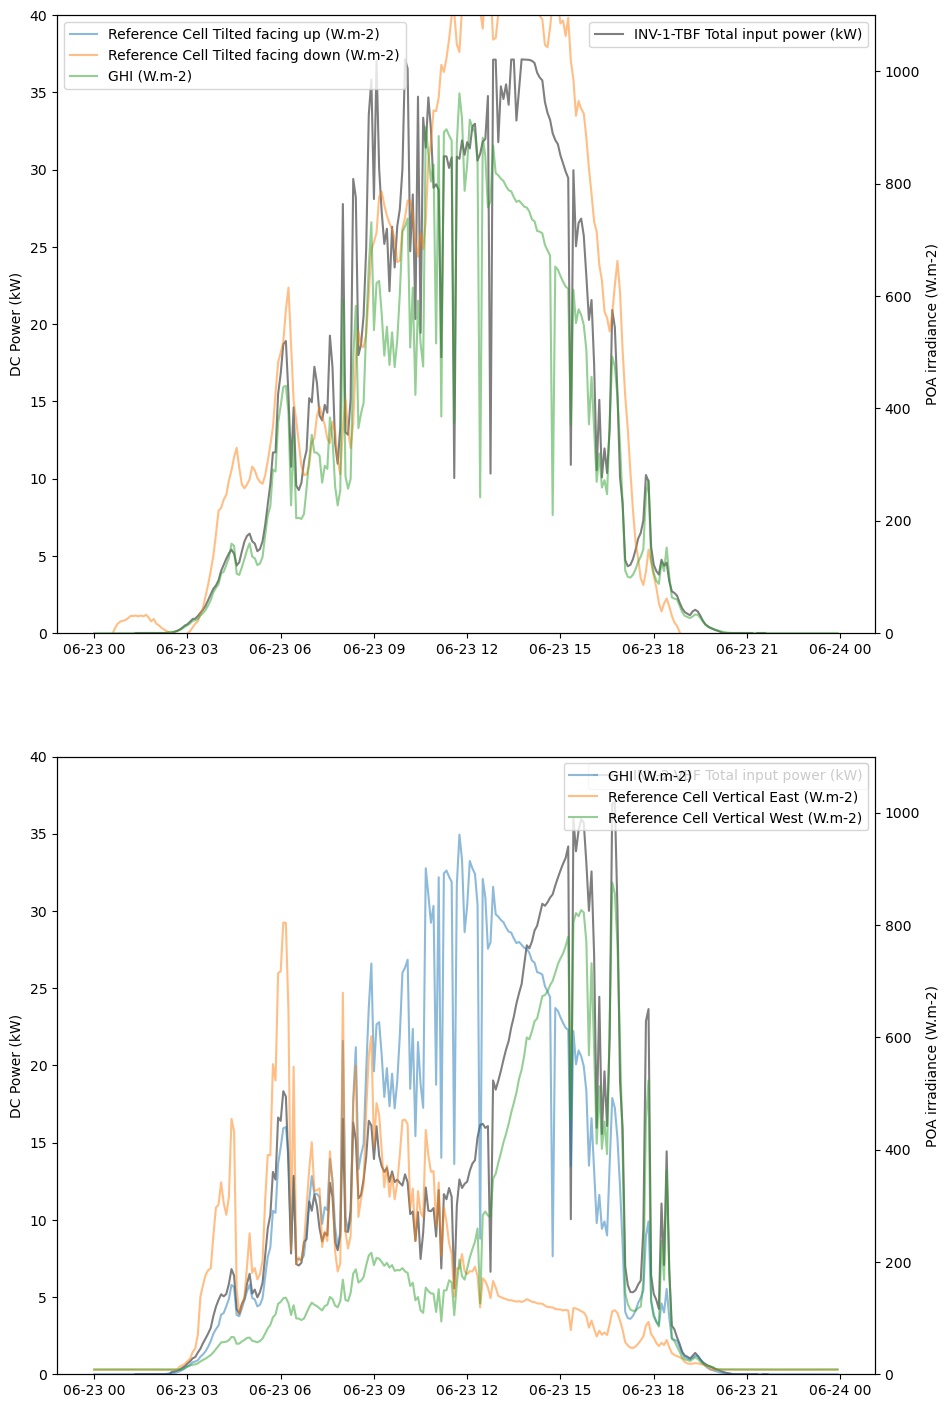 Reference Cell Tilted facing up (W.m-2)
Reference Cell Tilted facing down (W.m-2)
GHI (W.m-2)
INV-1-TBF Total input power (kW)
40
35
30
25
20
15
10
5
0
DC Power (kW)
1000
800
600
400
200
0
POA irradiance (W.m-2)
06-23 00 06-23 03 06-23 06 06-23 09 06-23 12 06-23 15 06-23 18 06-23 21 06-24 00
GHI (W.m-2)
Total input power (kW)
Reference Cell Vertical East (W.m-2)
Reference Cell Vertical West (W.m-2)
40
35
30
25
20
15
10
5
0
DC Power (kW)
1000
800
600
400
200
0
POA irradiance (W.m-2)
06-23 00 06-23 03 06-23 06 06-23 09 06-23 12 06-23 15 06-23 18 06-23 21 06-24 00